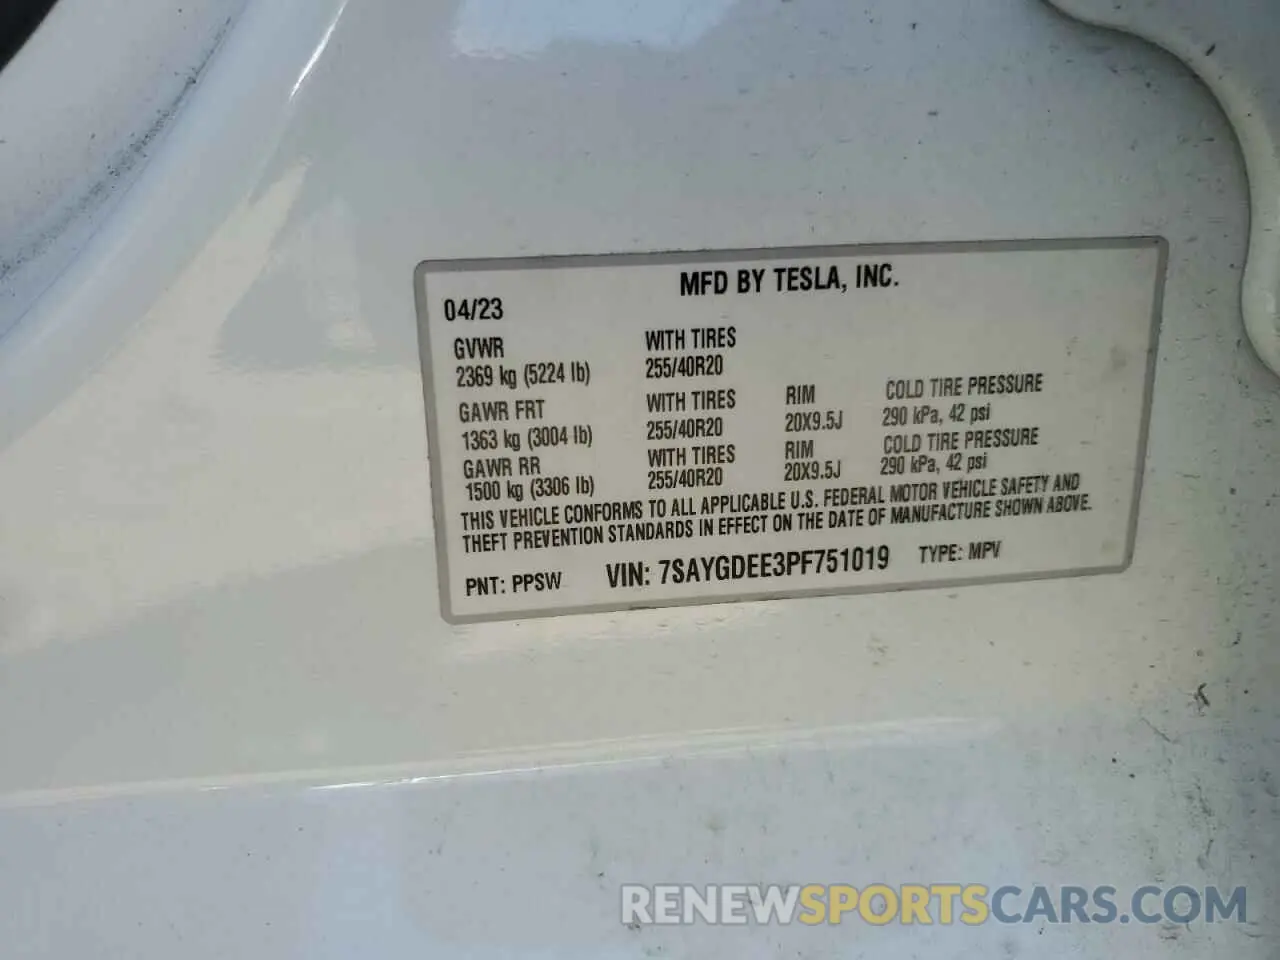 MFD BY TESLA, INC.
04/23
GVWR WITH TIRES
2369 kg (5224 lb) 255/40R20
GAWR FRT WITH TIRES RIM COLD TIRE PRESSURE
1363 kg (3004 lb) 255/40R20 20X9.5J 290 kPa, 42 psi
GAWR RR WITH TIRES RIM COLD TIRE PRESSURE
1500 kg (3306 lb) 255/40R20 20X9.5J 290 kPa, 42 psi
THIS VEHICLE CONFORMS TO ALL APPLICABLE U.S. FEDERAL MOTOR VEHICLE SAFETY AND
THEFT PREVENTION STANDARDS IN EFFECT ON THE DATE OF MANUFACTURE SHOWN ABOVE.
PNT: PPSW VIN: 7SAYGDEE3PF751019 TYPE: MPV
RENEWSPORTSCARS.COM